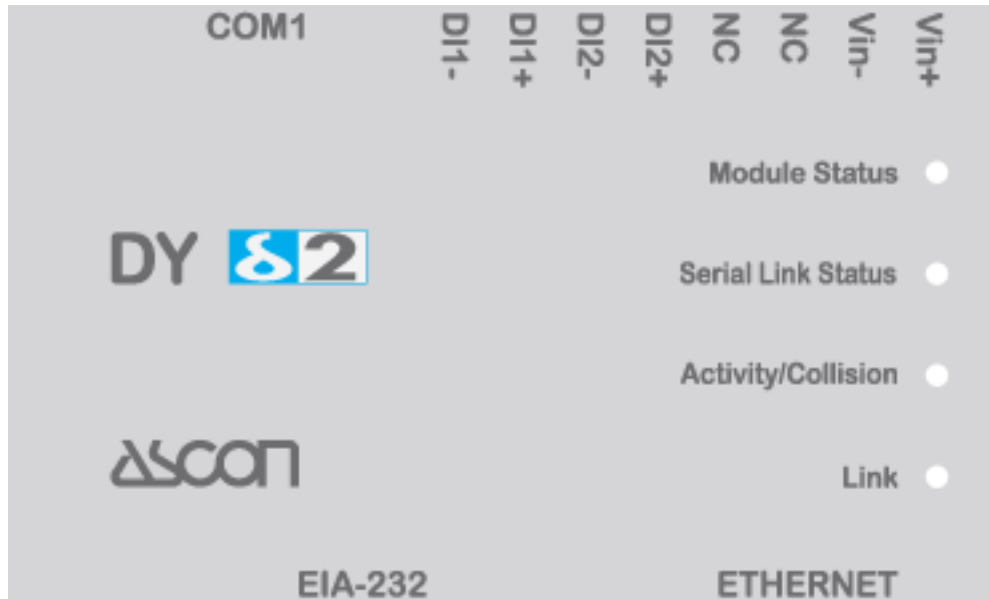 COM1
DI1-
DI1+
DI2-
DI2+
NC
NC
Vin-
Vin+
Module Status
DY δ2
Serial Link Status
Activity/Collision
ascon
Link
EIA-232
ETHERNET